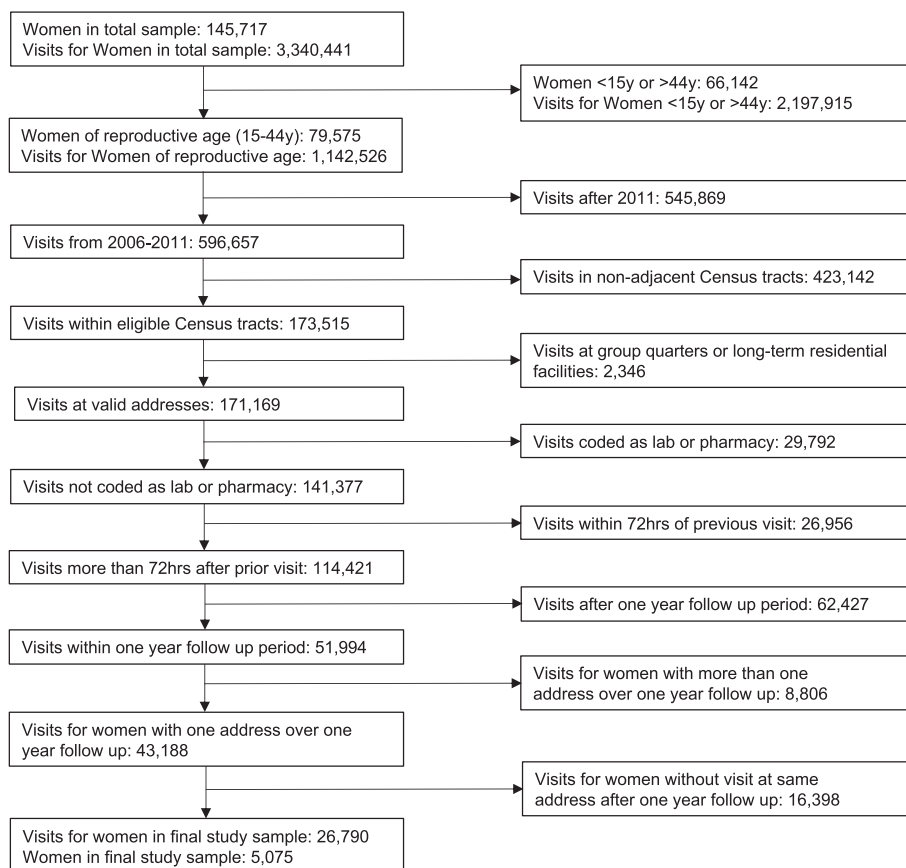 Women in total sample: 145,717
Visits for Women in total sample: 3,340,441
Women <15y or >44y: 66,142
Visits for Women <15y or >44y: 2,197,915
Women of reproductive age (15-44y): 79,575
Visits for Women of reproductive age: 1,142,526
Visits after 2011: 545,869
Visits from 2006-2011: 596,657
Visits in non-adjacent Census tracts: 423,142
Visits within eligible Census tracts: 173,515
Visits at group quarters or long-term residential
facilities: 2,346
Visits at valid addresses: 171,169
Visits coded as lab or pharmacy: 29,792
Visits not coded as lab or pharmacy: 141,377
Visits within 72hrs of previous visit: 26,956
Visits more than 72hrs after prior visit: 114,421
Visits after one year follow up period: 62,427
Visits within one year follow up period: 51,994
Visits for women with more than one
address over one year follow up: 8,806
Visits for women with one address over one
year follow up: 43,188
Visits for women without visit at same
address after one year follow up: 16,398
Visits for women in final study sample: 26,790
Women in final study sample: 5,075